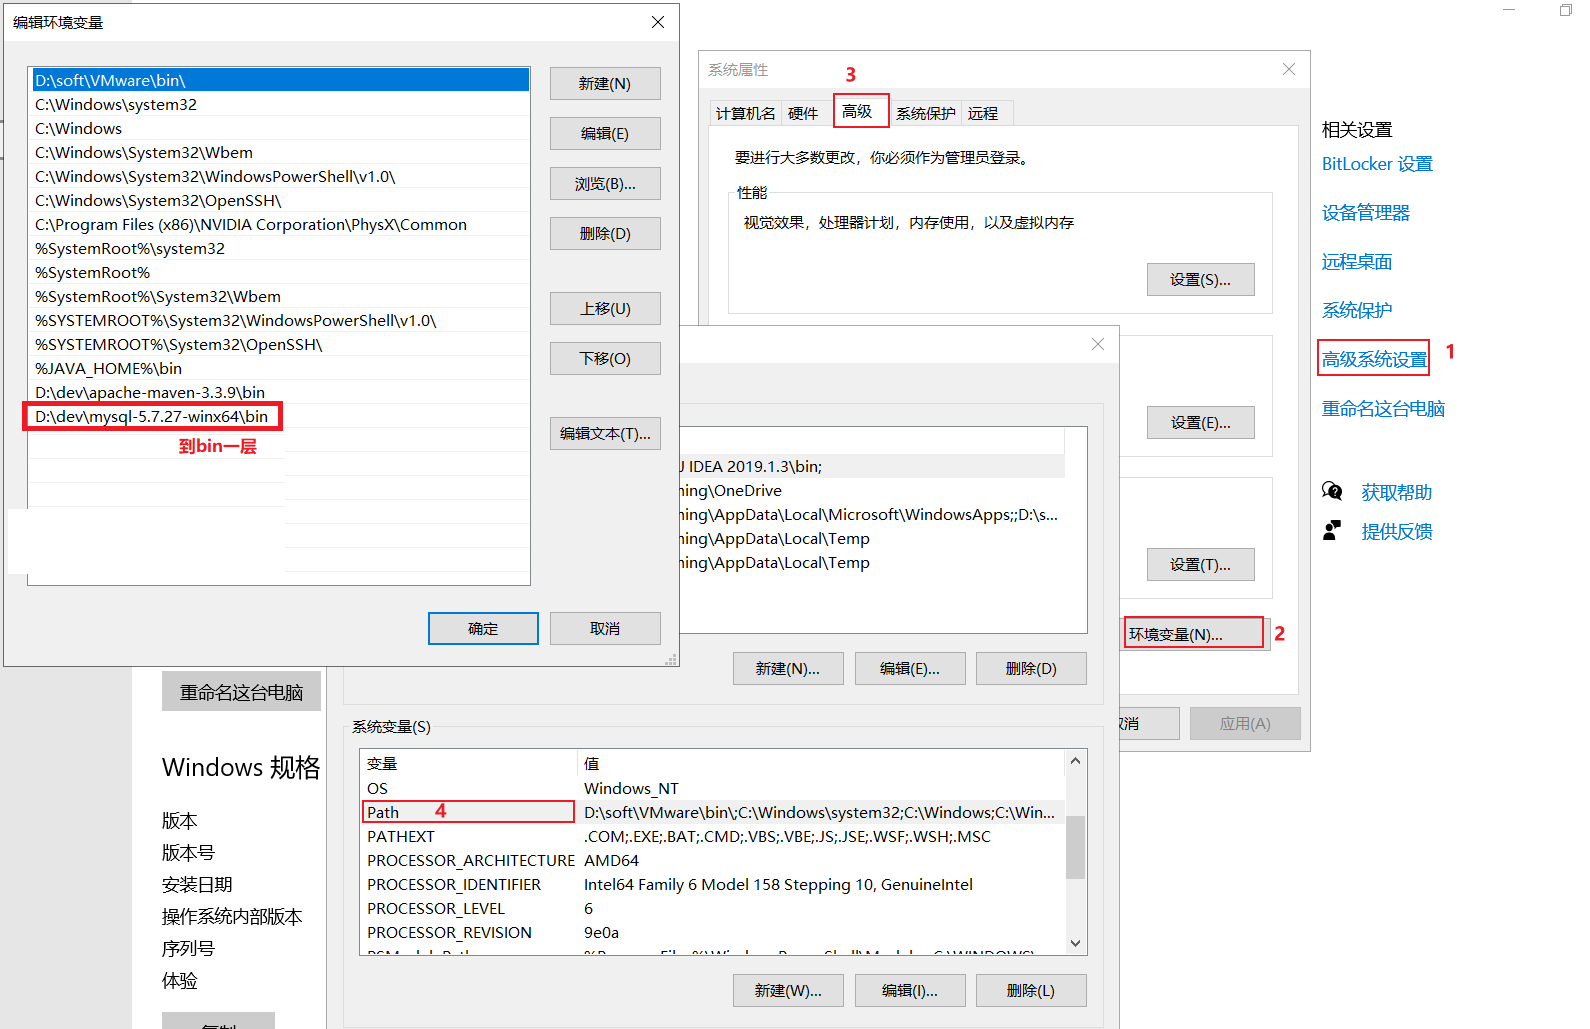 编辑环境变量
D:\soft\VMware\bin\
C:\Windows\system32
C:\Windows
C:\Windows\System32\Wbem
C:\Windows\System32\WindowsPowerShell\v1.0\
C:\Windows\System32\OpenSSH\
C:\Program Files (x86)\NVIDIA Corporation\PhysX\Common
%SystemRoot%\system32
%SystemRoot%
%SystemRoot%\System32\Wbem
%SYSTEMROOT%\System32\WindowsPowerShell\v1.0\
%SYSTEMROOT%\System32\OpenSSH\
%JAVA_HOME%\bin
D:\dev\apache-maven-3.3.9\bin
D:\dev\mysql-5.7.27-winx64\bin
到bin一层
新建(N)
编辑(E)
浏览(B)...
删除(D)
上移(U)
下移(O)
编辑文本(T)...
确定
取消
系统属性
3
计算机名
硬件
高级
系统保护
远程
要进行大多数更改，你必须作为管理员登录。
性能
视觉效果，处理器计划，内存使用，以及虚拟内存
设置(S)...
设置(E)...
设置(T)...
环境变量(N)...
2
取消
应用(A)
相关设置
BitLocker 设置
设备管理器
远程桌面
系统保护
高级系统设置
1
重命名这台电脑
获取帮助
提供反馈
J IDEA 2019.1.3\bin;
ning\OneDrive
ning\AppData\Local\Microsoft\WindowsApps;;D:\s...
ning\AppData\Local\Temp
ning\AppData\Local\Temp
新建(N)...
编辑(E)...
删除(D)
系统变量(S)
变量 值
OS Windows_NT
Path 4 D:\soft\VMware\bin\;C:\Windows\system32;C:\Windows;C:\Win...
PATHEXT .COM;.EXE;.BAT;.CMD;.VBS;.VBE;.JS;.JSE;.WSF;.WSH;.MSC
PROCESSOR_ARCHITECTURE AMD64
PROCESSOR_IDENTIFIER Intel64 Family 6 Model 158 Stepping 10, GenuineIntel
PROCESSOR_LEVEL 6
PROCESSOR_REVISION 9e0a
新建(W)...
编辑(I)...
删除(L)
重命名这台电脑
Windows 规格
版本
版本号
安装日期
操作系统内部版本
序列号
体验
复制